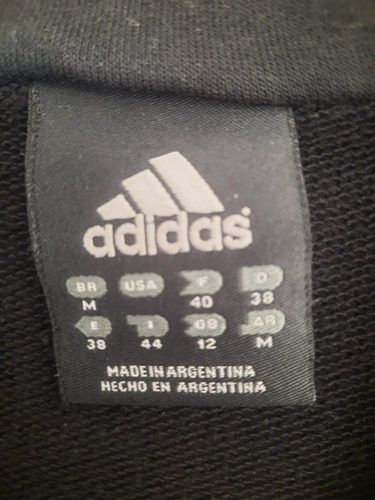 adidas
BR USA F D
M 40 38
E I GB AR
38 44 12 M
MADE IN ARGENTINA
HECHO EN ARGENTINA